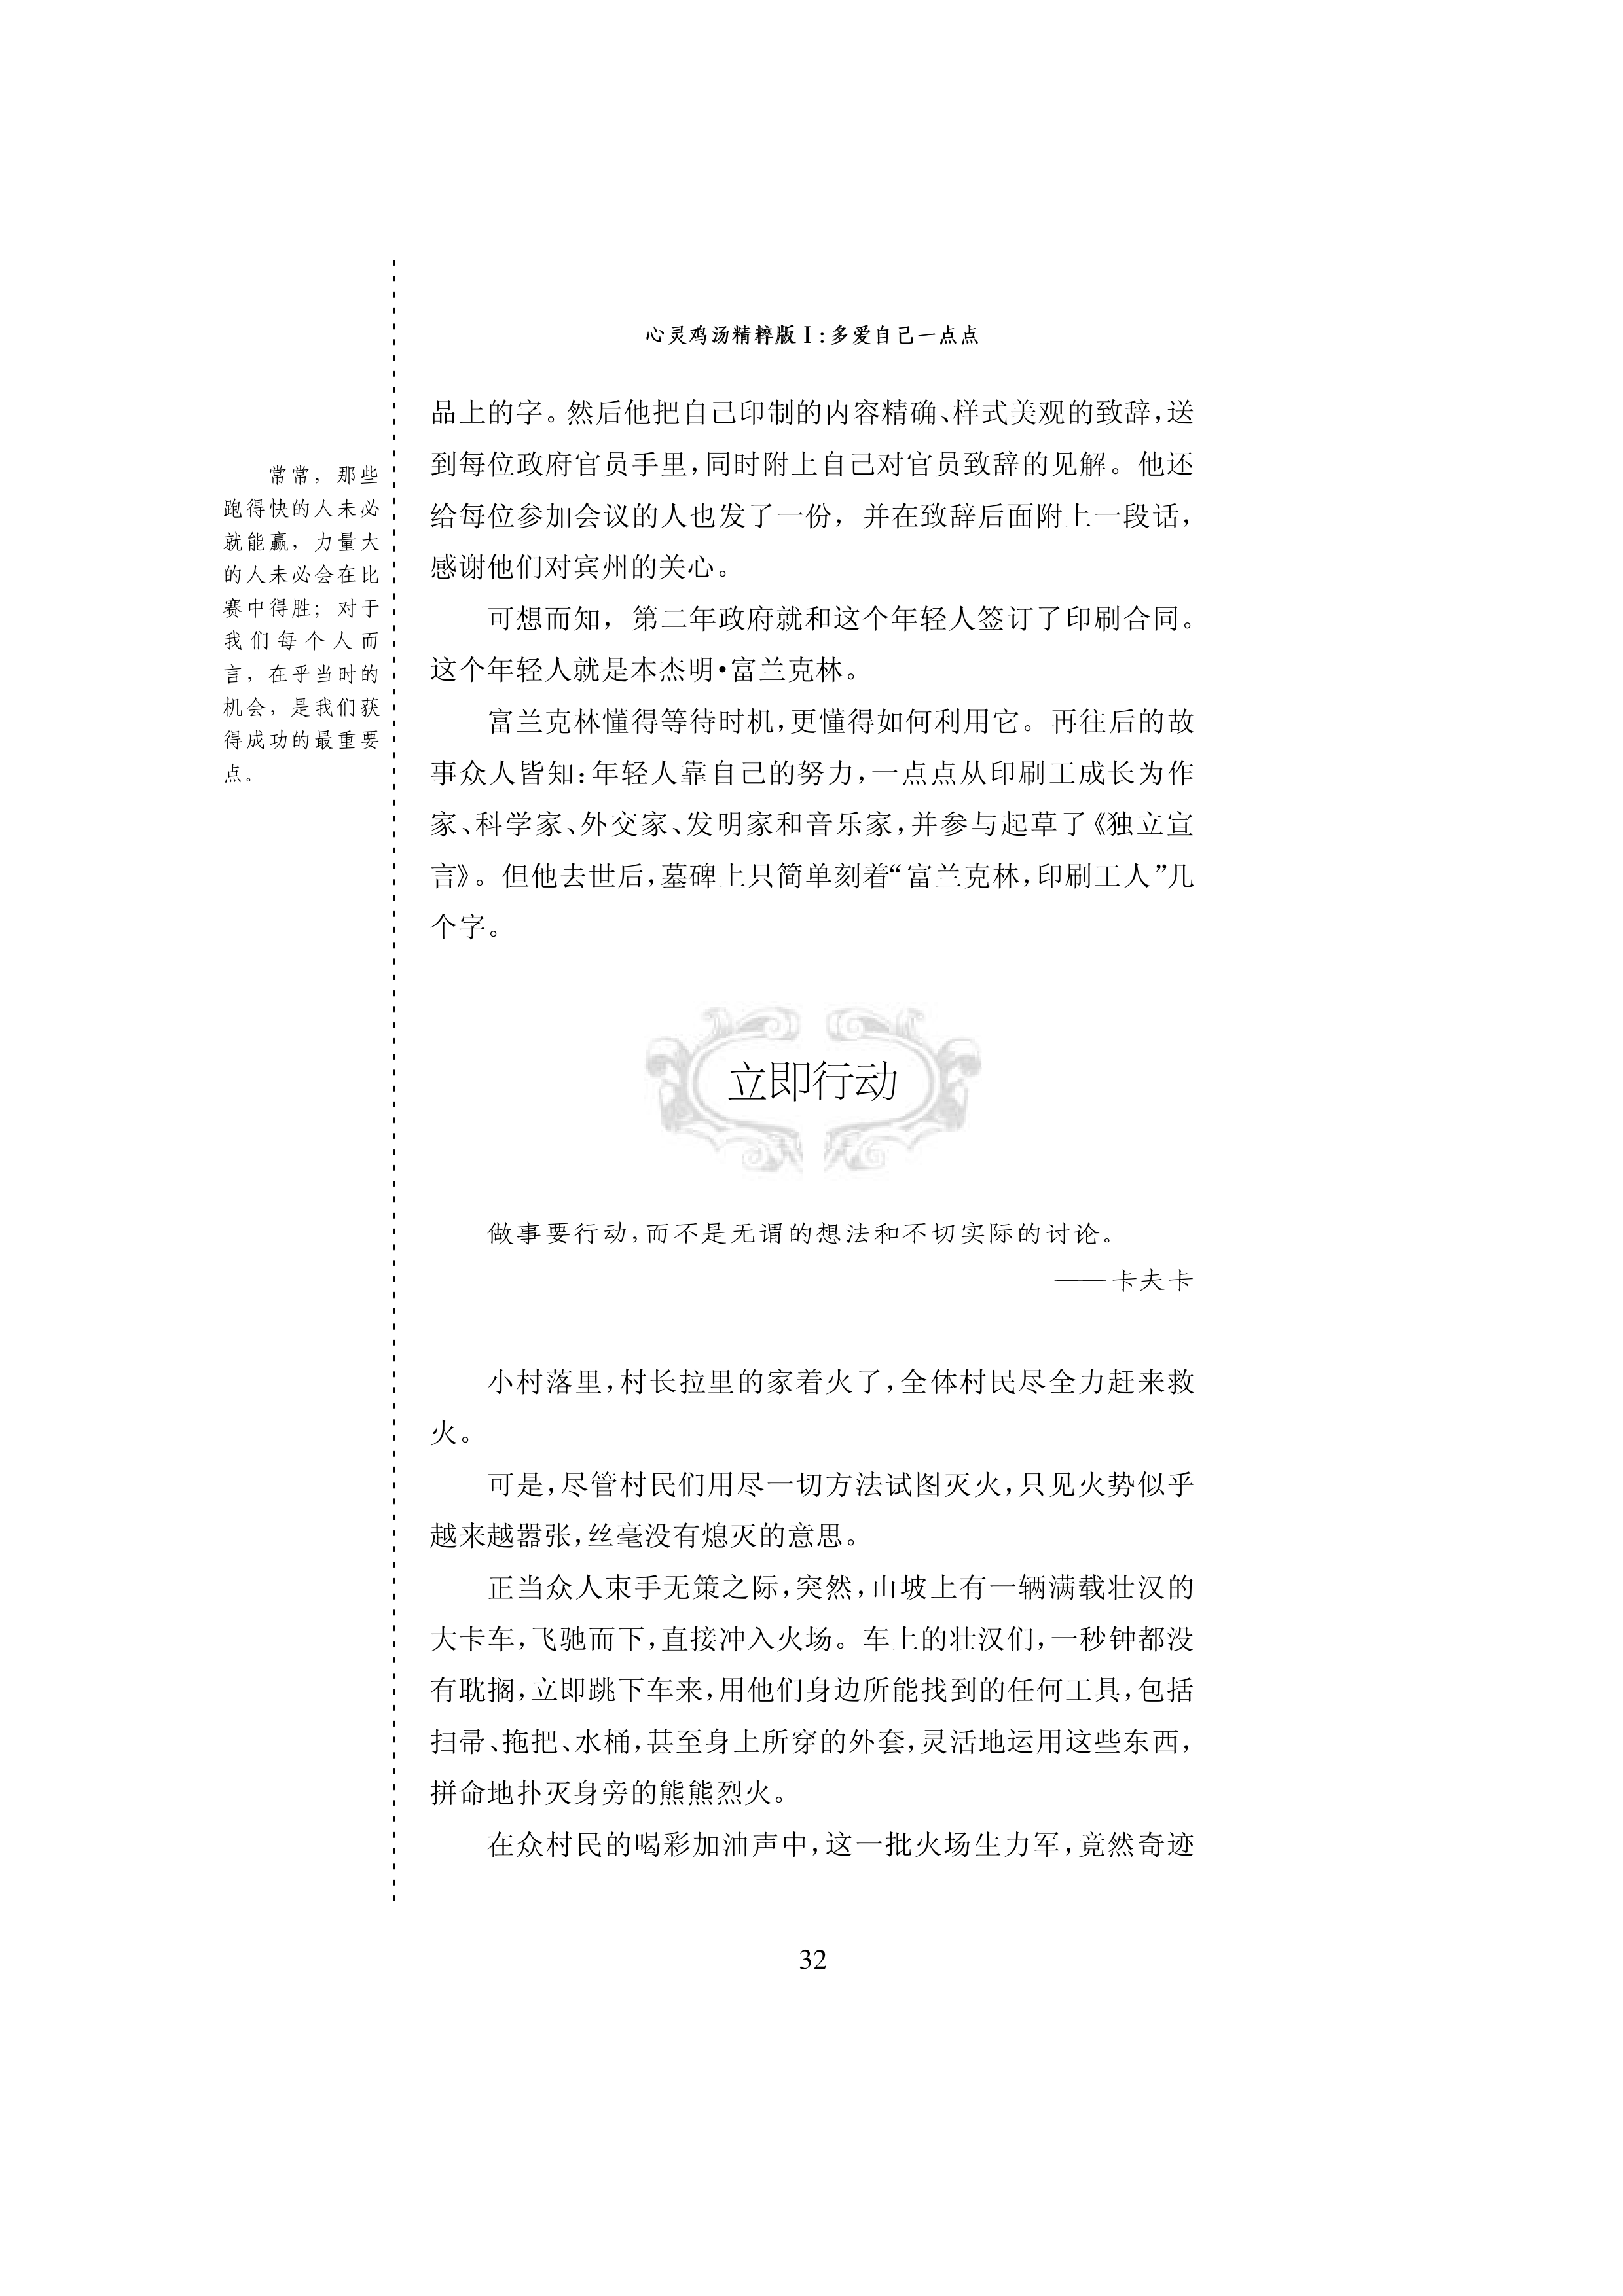 心灵鸡汤精粹版Ⅰ:多爱自己一点点
常常，那些
跑得快的人未必
就能赢，力量大
的人未必会在比
赛中得胜；对于
我们每个人而
言，在乎当时的
机会，是我们获
得成功的最重要
点。
品上的字。然后他把自己印制的内容精确、样式美观的致辞，送
到每位政府官员手里，同时附上自己对官员致辞的见解。他还
给每位参加会议的人也发了一份，并在致辞后面附上一段话，
感谢他们对宾州的关心。
可想而知，第二年政府就和这个年轻人签订了印刷合同。
这个年轻人就是本杰明·富兰克林。
富兰克林懂得等待时机，更懂得如何利用它。再往后的故
事众人皆知：年轻人靠自己的努力，一点点从印刷工成长为作
家、科学家、外交家、发明家和音乐家，并参与起草了《独立宣
言》。但他去世后，墓碑上只简单刻着“富兰克林，印刷工人”几
个字。
立即行动
做事要行动，而不是无谓的想法和不切实际的讨论。
——卡夫卡
小村落里，村长拉里的家着火了，全体村民尽全力赶来救
火。
可是，尽管村民们用尽一切方法试图灭火，只见火势似乎
越来越嚣张，丝毫没有熄灭的意思。
正当众人束手无策之际，突然，山坡上有一辆满载壮汉的
大卡车，飞驰而下，直接冲入火场。车上的壮汉们，一秒钟都没
有耽搁，立即跳下车来，用他们身边所能找到的任何工具，包括
扫帚、拖把、水桶，甚至身上所穿的外套，灵活地运用这些东西，
拼命地扑灭身旁的熊熊烈火。
在众村民的喝彩加油声中，这一批火场生力军，竟然奇迹
32